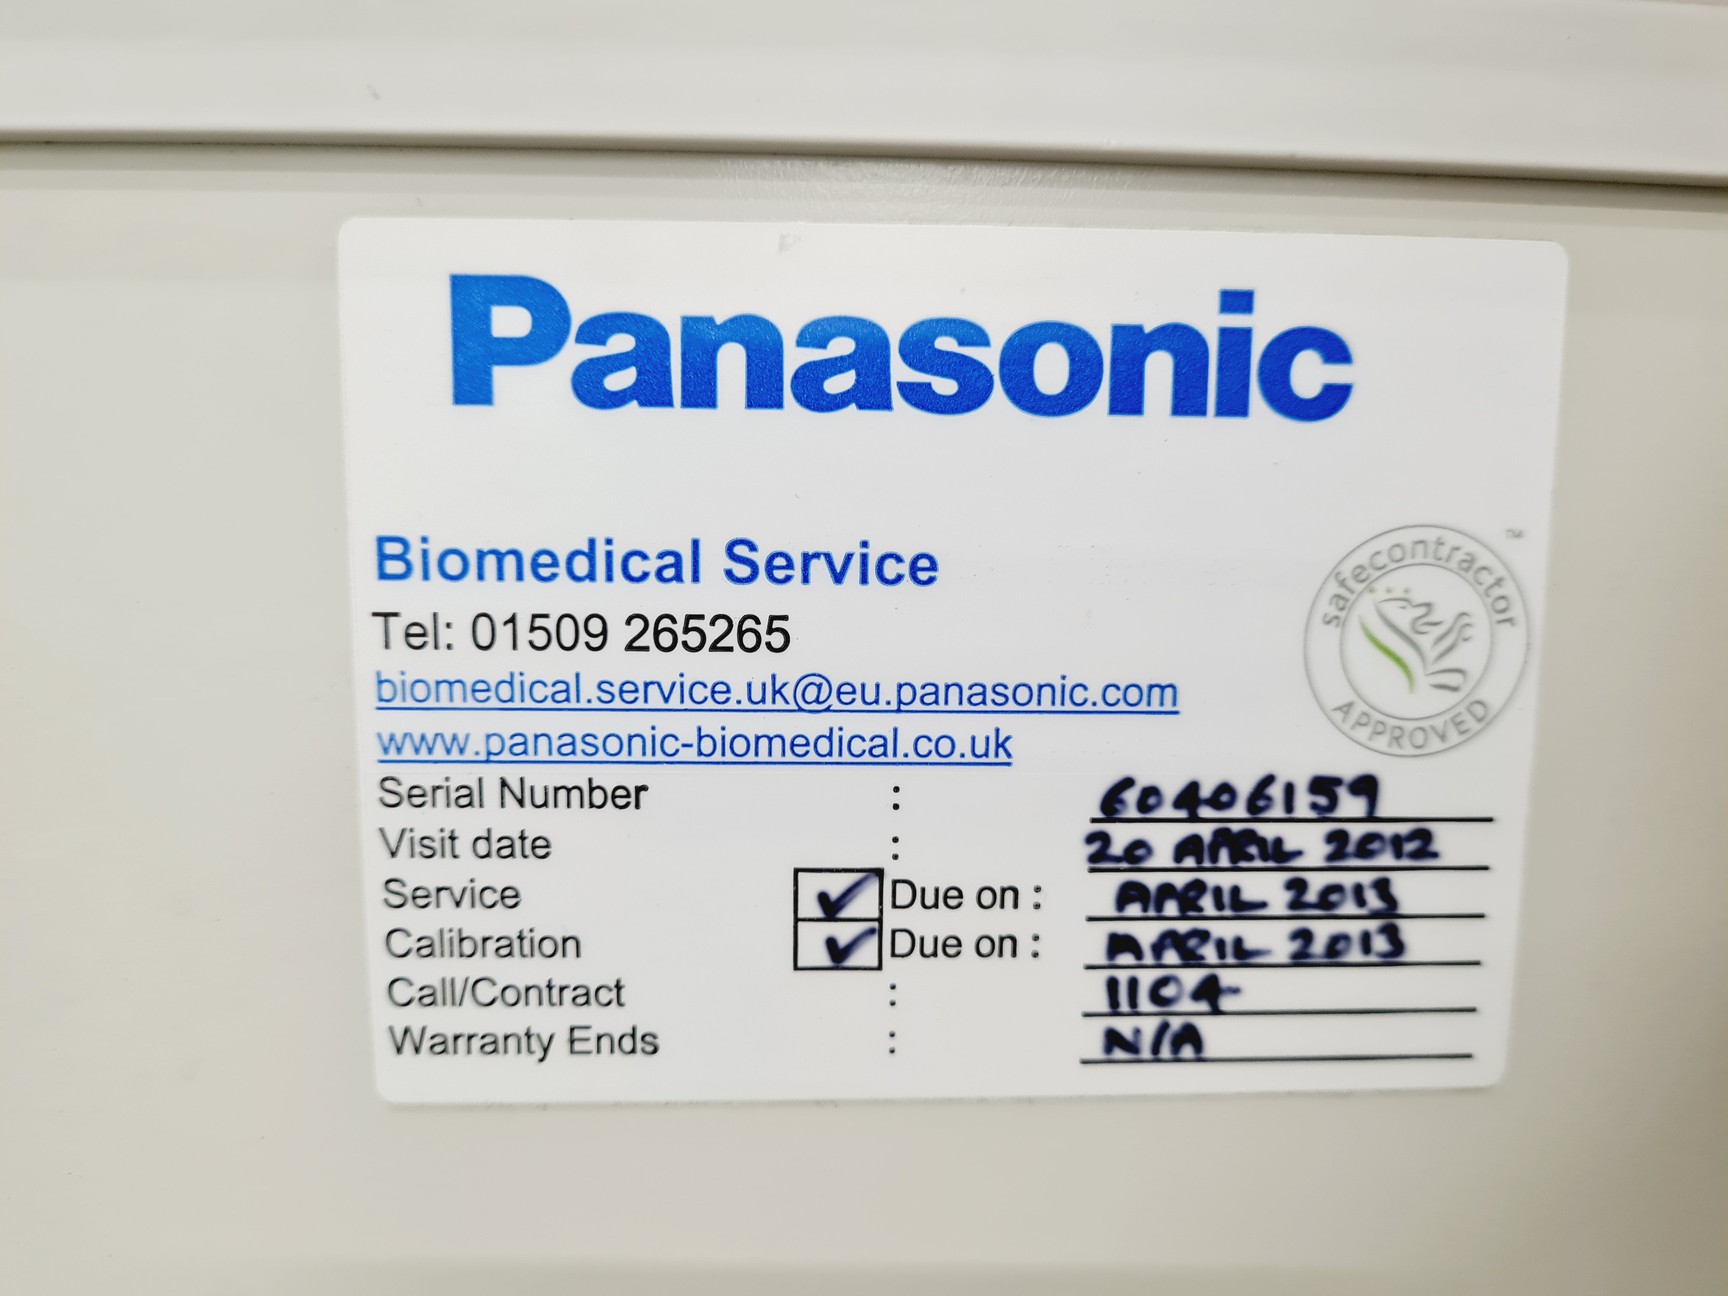 Panasonic
Biomedical Service
Tel: 01509 265265
biomedical.service.uk@eu.panasonic.com
www.panasonic-biomedical.co.uk
safecontractor TM
APPROVED
Serial Number : 60406159
Visit date : 20 APRIL 2012
Service ✓ Due on : APRIL 2013
Calibration ✓ Due on : APRIL 2013
Call/Contract : 1104
Warranty Ends : N/A